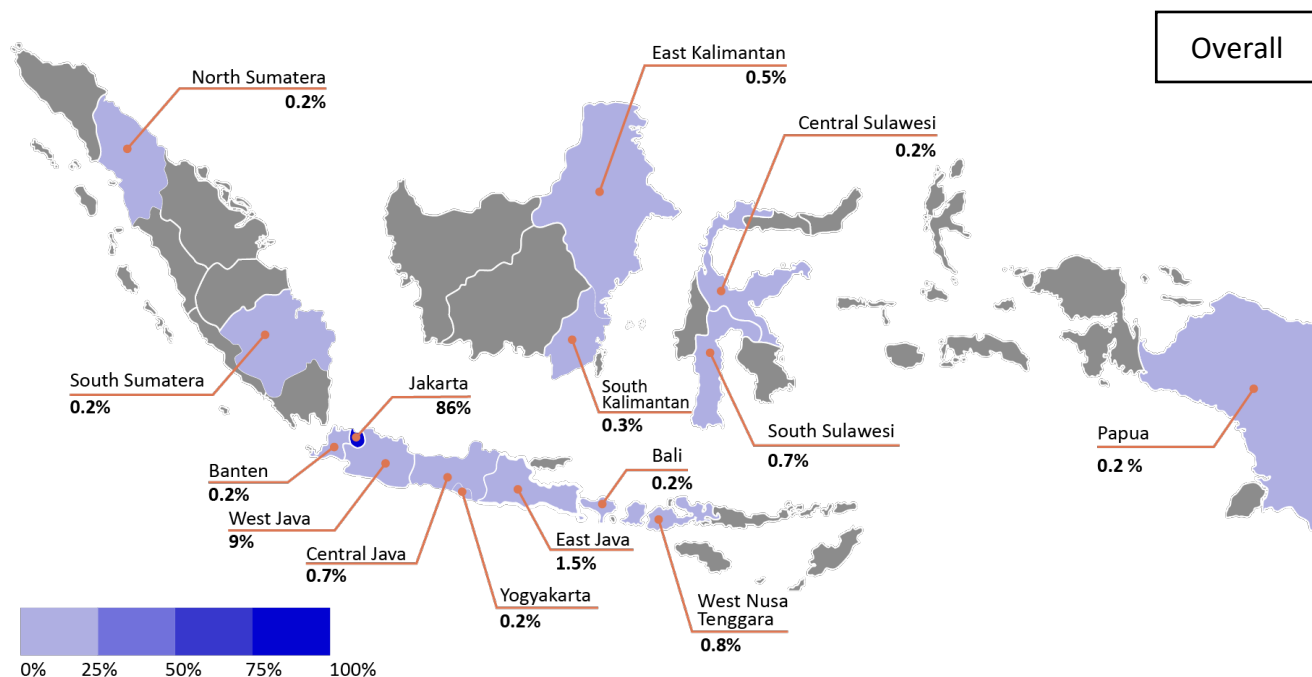 Overall
East Kalimantan
0.5%
North Sumatera
0.2%
Central Sulawesi
0.2%
South Sumatera
0.2%
Jakarta
86%
South
Kalimantan
0.3%
South Sulawesi
0.7%
Papua
0.2 %
Banten
0.2%
Bali
0.2%
West Java
9%
Central Java
0.7%
East Java
1.5%
Yogyakarta
0.2%
West Nusa
Tenggara
0.8%
0% 25% 50% 75% 100%